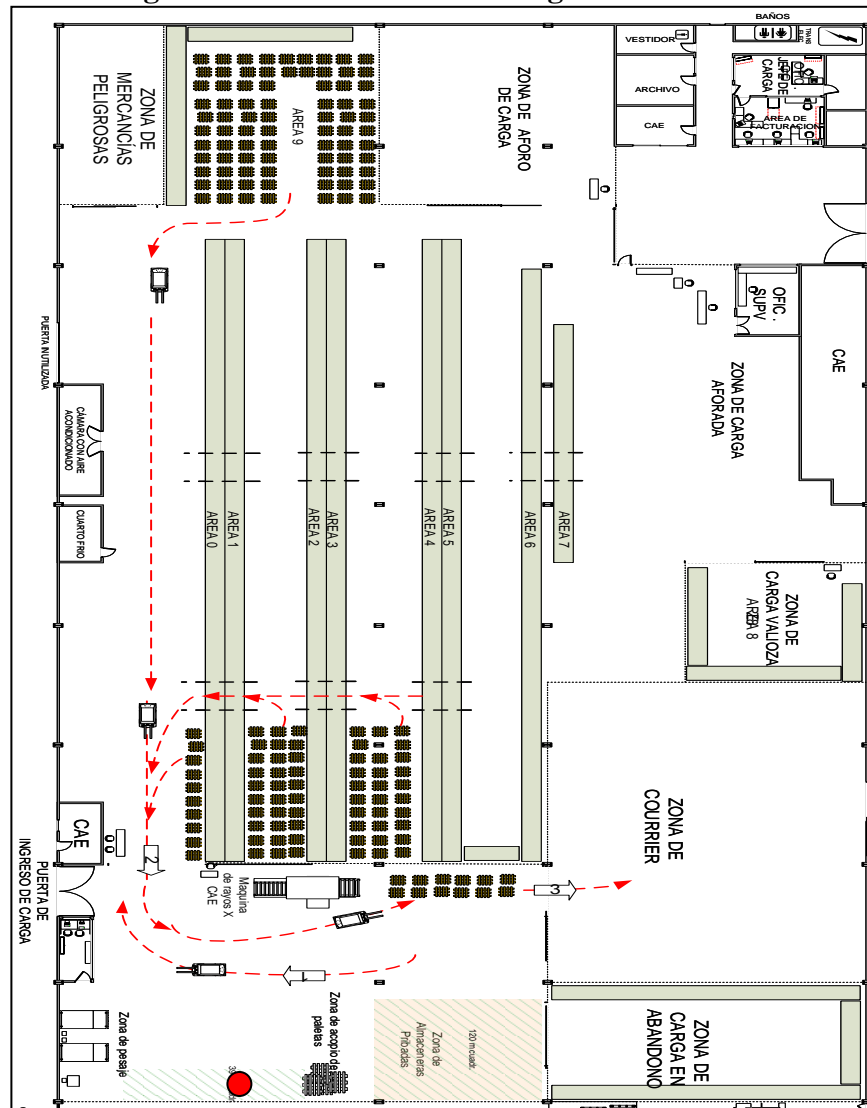 BAÑOS
VESTIDOR
TRANS
ELEC
JEFE DE
CARGA
ARCHIVO
AREA DE
FACTURACION
CAE
ZONA DE
MERCANCÍAS
PELIGROSAS
AREA 9
ZONA DE AFORO
DE CARGA
OFIC.
SUPV
CAE
ZONA DE CARGA
AFORADA
PUERTA INUTILIZADA
CÁMARA CON AIRE
ACONDICIONADO
CUARTO FRIO
AREA 0
AREA 1
AREA 2
AREA 3
AREA 4
AREA 5
AREA 6
AREA 7
ZONA DE
CARGA VALIOZA
AREA 8
ZONA DE
COURRIER
CAE
2
PUERTA DE
INGRESO DE CARGA
Maquina
de rayos X
CAE
3
1
Zona de pesaje
Zona de acopio de
paletas
Zona de
Almaceneras
Pribadas
120 m cuadr.
ZONA DE
CARGA EN
ABANDONO